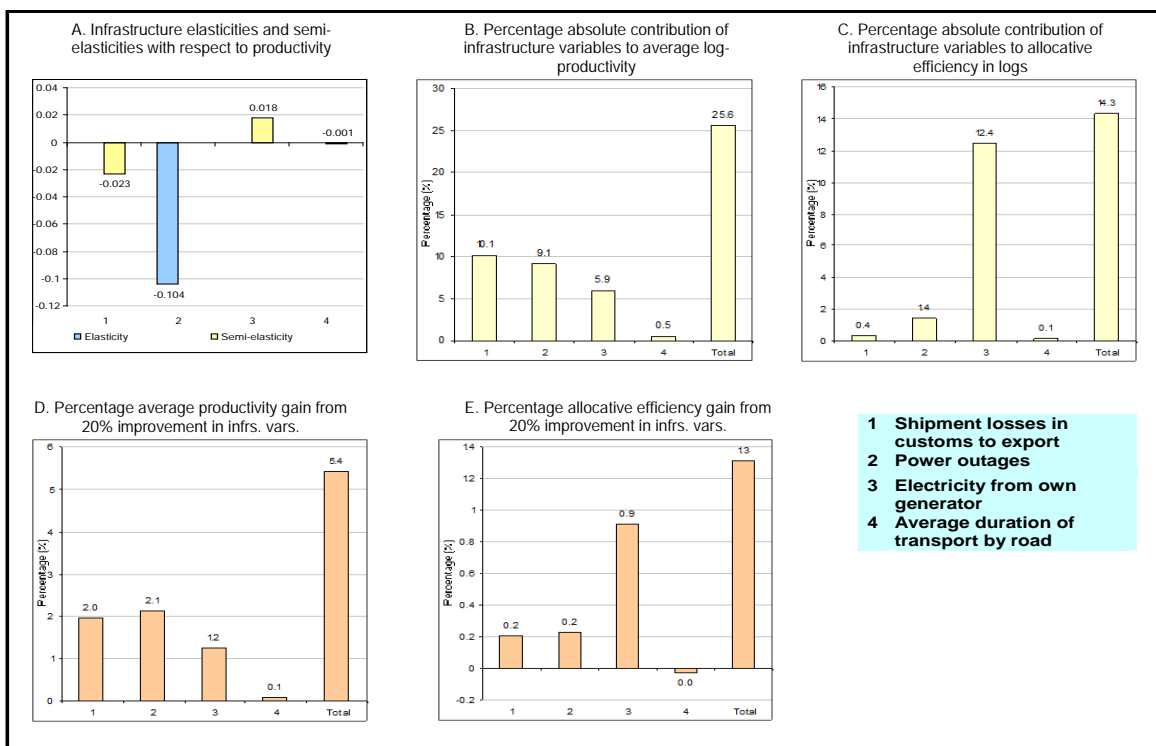 A. Infrastructure elasticities and semi-
elasticities with respect to productivity
0.04
0.02
0
-0.02
-0.04
-0.06
-0.08
-0.1
-0.12
-0.023
-0.104
0.018
-0.001
1 2 3 4
Elasticity Semi-elasticity
B. Percentage absolute contribution of
infrastructure variables to average log-
productivity
Percentage (%)
30
25
20
15
10
5
0
10.1
9.1
5.9
0.5
25.6
1 2 3 4 Total
C. Percentage absolute contribution of
infrastructure variables to allocative
efficiency in logs
Percentage (%)
16
14
12
10
8
6
4
2
0
0.4
1.4
12.4
0.1
14.3
1 2 3 4 Total
D. Percentage average productivity gain from
20% improvement in infrs. vars.
Percentage (%)
6
5
4
3
2
1
0
2.0
2.1
1.2
0.1
5.4
1 2 3 4 Total
E. Percentage allocative efficiency gain from
20% improvement in infrs. vars.
Percentage (%)
1.4
1.2
1
0.8
0.6
0.4
0.2
0
-0.2
0.2
0.2
0.9
0.0
1.3
1 2 3 4 Total
1 Shipment losses in
customs to export
2 Power outages
3 Electricity from own
generator
4 Average duration of
transport by road